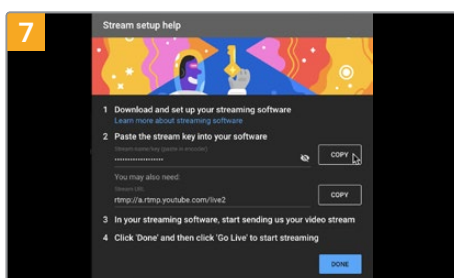 7
Stream setup help
1 Download and set up your streaming software
Learn more about streaming software
2 Paste the stream key into your software
Stream name/key (paste in encoder)
••••••••••••••••••••
COPY
You may also need:
Stream URL
rtmp://a.rtmp.youtube.com/live2
COPY
3 In your streaming software, start sending us your video stream
4 Click 'Done' and then click 'Go Live' to start streaming
DONE